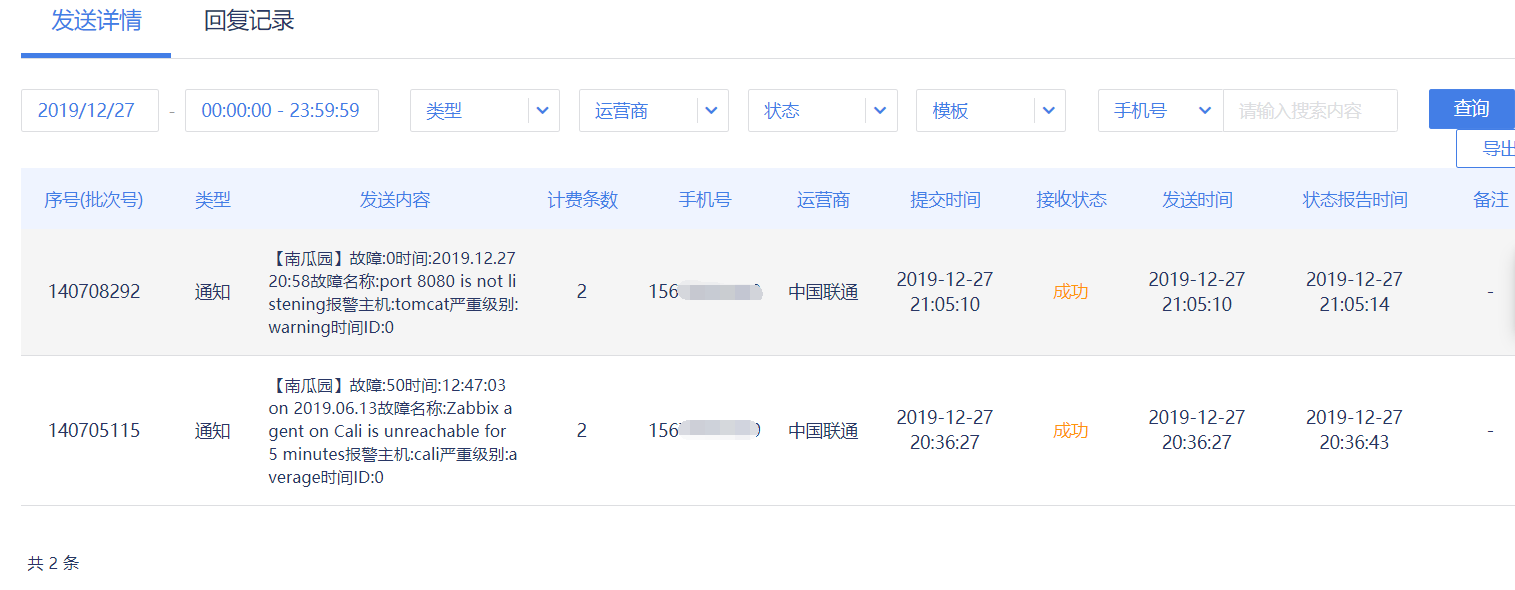 发送详情 回复记录
2019/12/27 - 00:00:00 - 23:59:59 类型 运营商 状态 模板 手机号 请输入搜索内容 查询
导出
序号(批次号) 类型 发送内容 计费条数 手机号 运营商 提交时间 接收状态 发送时间 状态报告时间 备注
【南瓜园】故障:0时间:2019.12.27
20:58故障名称:port 8080 is not li
stening报警主机:tomcat严重级别:
warning时间ID:0
140708292 通知 2 156 中国联通 2019-12-27 成功 2019-12-27 2019-12-27 -
21:05:10 21:05:10 21:05:14
【南瓜园】故障:50时间:12:47:03
on 2019.06.13故障名称:Zabbix a
gent on Cali is unreachable for
5 minutes报警主机:cali严重级别:a
verage时间ID:0
140705115 通知 2 156 中国联通 2019-12-27 成功 2019-12-27 2019-12-27 -
20:36:27 20:36:27 20:36:43
共 2 条